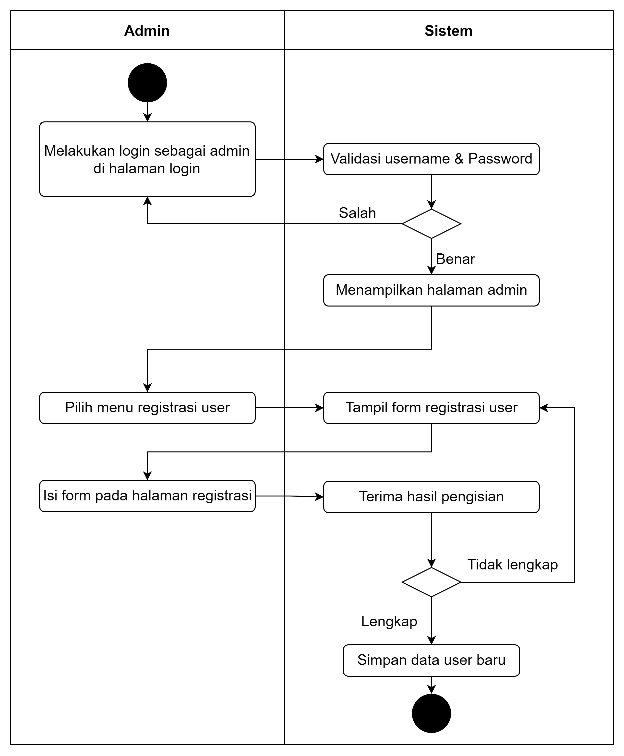 Admin
Sistem
Melakukan login sebagai admin
di halaman login
Validasi username & Password
Salah
Benar
Menampilkan halaman admin
Pilih menu registrasi user
Tampil form registrasi user
Isi form pada halaman registrasi
Terima hasil pengisian
Tidak lengkap
Lengkap
Simpan data user baru